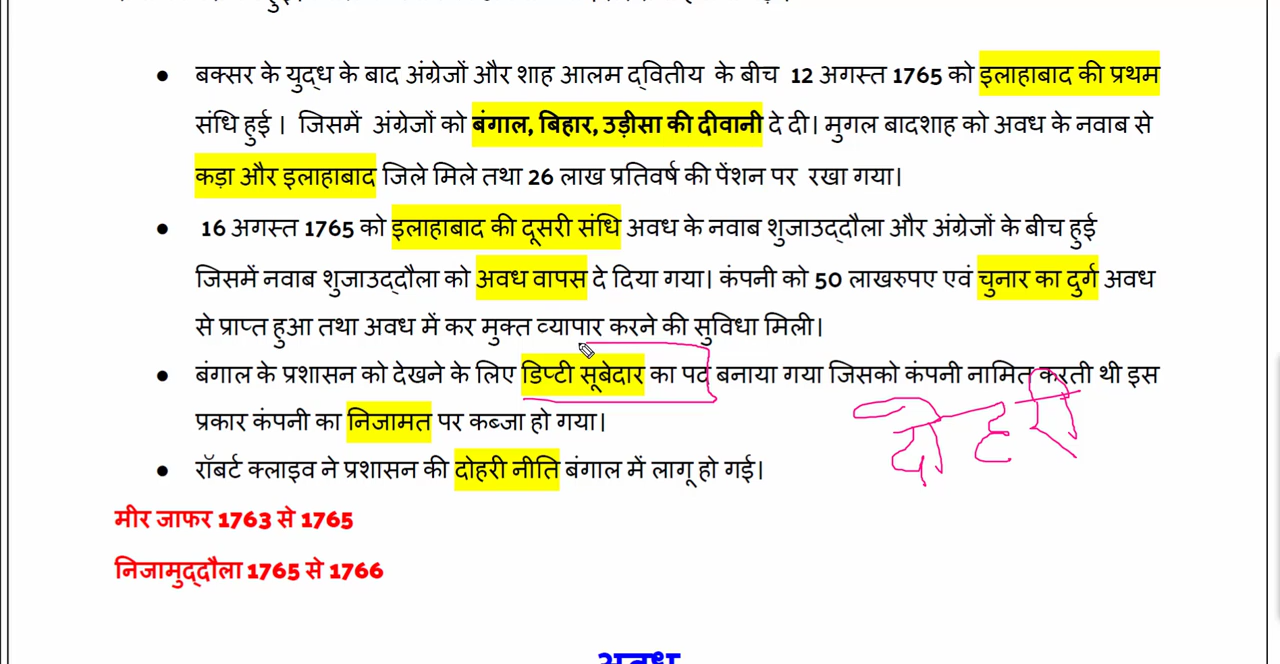 ● बक्सर के युद्ध के बाद अंग्रेजों और शाह आलम द्वितीय के बीच 12 अगस्त 1765 को इलाहाबाद की प्रथम
संधि हुई । जिसमें अंग्रेजों को बंगाल, बिहार, उड़ीसा की दीवानी दे दी। मुगल बादशाह को अवध के नवाब से
कड़ा और इलाहाबाद जिले मिले तथा 26 लाख प्रतिवर्ष की पेंशन पर रखा गया।
● 16 अगस्त 1765 को इलाहाबाद की दूसरी संधि अवध के नवाब शुजाउद्दौला और अंग्रेजों के बीच हुई
जिसमें नवाब शुजाउद्दौला को अवध वापस दे दिया गया। कंपनी को 50 लाखरुपए एवं चुनार का दुर्ग अवध
से प्राप्त हुआ तथा अवध में कर मुक्त व्यापार करने की सुविधा मिली।
● बंगाल के प्रशासन को देखने के लिए डिप्टी सूबेदार का पद बनाया गया जिसको कंपनी नामित करती थी इस
प्रकार कंपनी का निजामत पर कब्जा हो गया।
दोहरी
● रॉबर्ट क्लाइव ने प्रशासन की दोहरी नीति बंगाल में लागू हो गई।
मीर जाफर 1763 से 1765
निजामुद्दौला 1765 से 1766
अवध